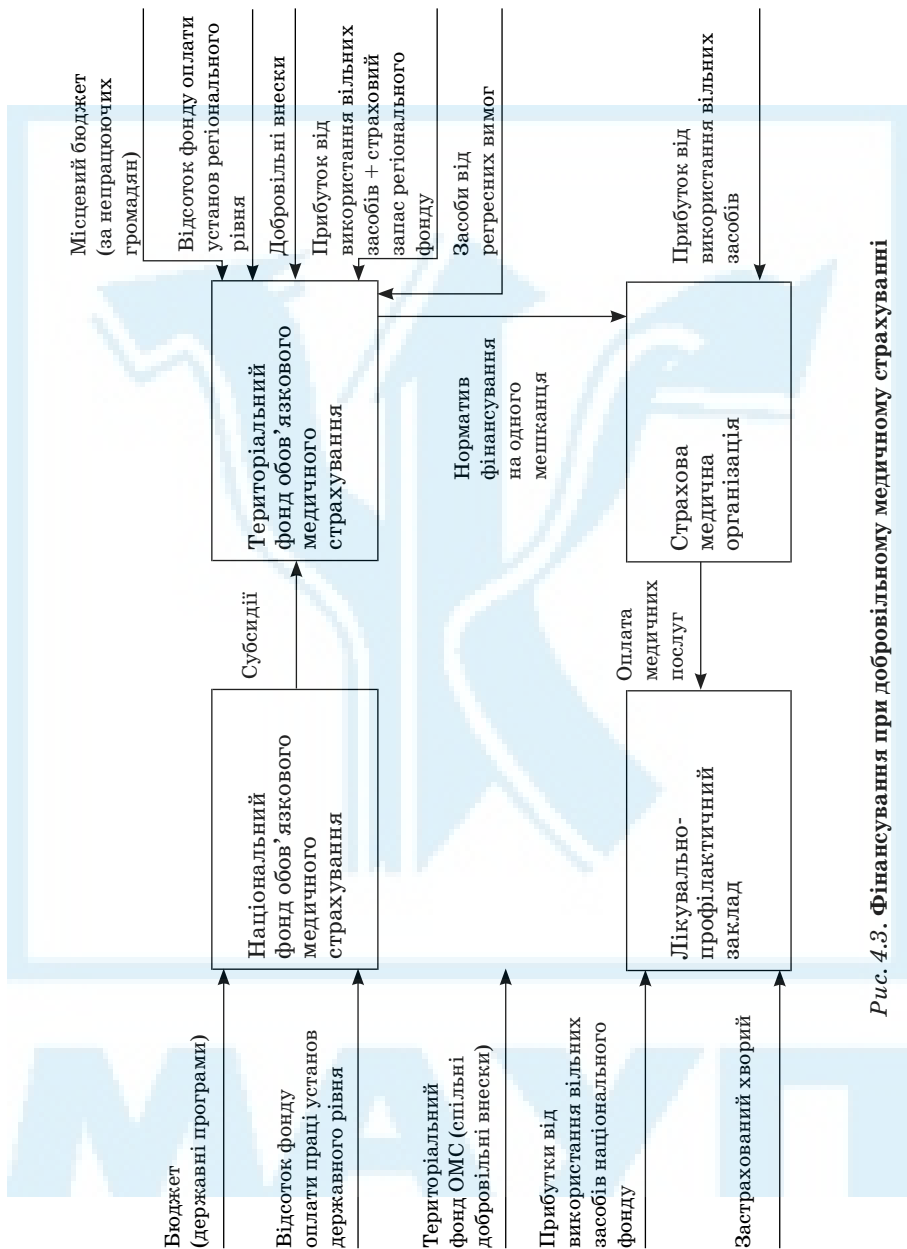 Бюджет
(державні програми)
Відсоток фонду
оплати праці установ
державного рівня
Територіальний
фонд ОМС (спільні
добровільні внески)
Прибутки від
використання вільних
засобів національного
фонду
Застрахований хворий
Національний
фонд обов’язкового
медичного
страхування
Субсидії
Територіальний
фонд обов’язкового
медичного
страхування
Місцевий бюджет
(за непрацюючих
громадян)
Відсоток фонду оплати
установ регіонального
рівня
Добровільні внески
Прибуток від
використання вільних
засобів + страховий
запас регіонального
фонду
Засоби від
регресних вимог
Норматив
фінансування
на одного
мешканця
Лікувально-
профілактичний
заклад
Оплата
медичних
послуг
Страхова
медична
організація
Прибуток від
використання вільних
засобів
Рис. 4.3. Фінансування при добровільному медичному страхуванні
МАУП